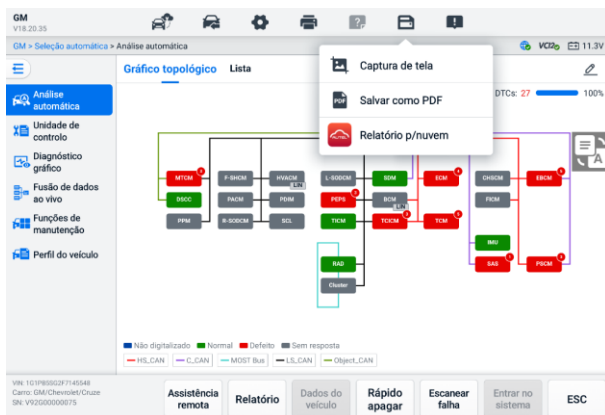 GM
V18.20.35
GM > Seleção automática > Análise automática
VCI 11.3V
Gráfico topológico Lista
Captura de tela
Salvar como PDF
AUTEL
Relatório p/nuvem
DTCs: 27 100%
Análise automática
Unidade de controlo
Diagnóstico gráfico
Fusão de dados ao vivo
Funções de manutenção
Perfil do veículo
MTCM F-SHCM HVACM L-SODCM SDM ECM CHSCM EBCM
LIN
DSCC PACM PDIM PEPS BCM FICM
LIN
PPM R-SODCM SCL TICM TCICM TCM
IMU
RAD SAS PSCM
Cluster
Não digitalizado Normal Defeito Sem resposta
HS_CAN C_CAN MOST Bus LS_CAN Object_CAN
VIN: 1G1PB5SG2F7145548
Carro: GM/Chevrolet/Cruze
SN: V92G00000075
Assistência remota
Relatório
Dados do veículo
Rápido apagar
Escanear falha
Entrar no sistema
ESC